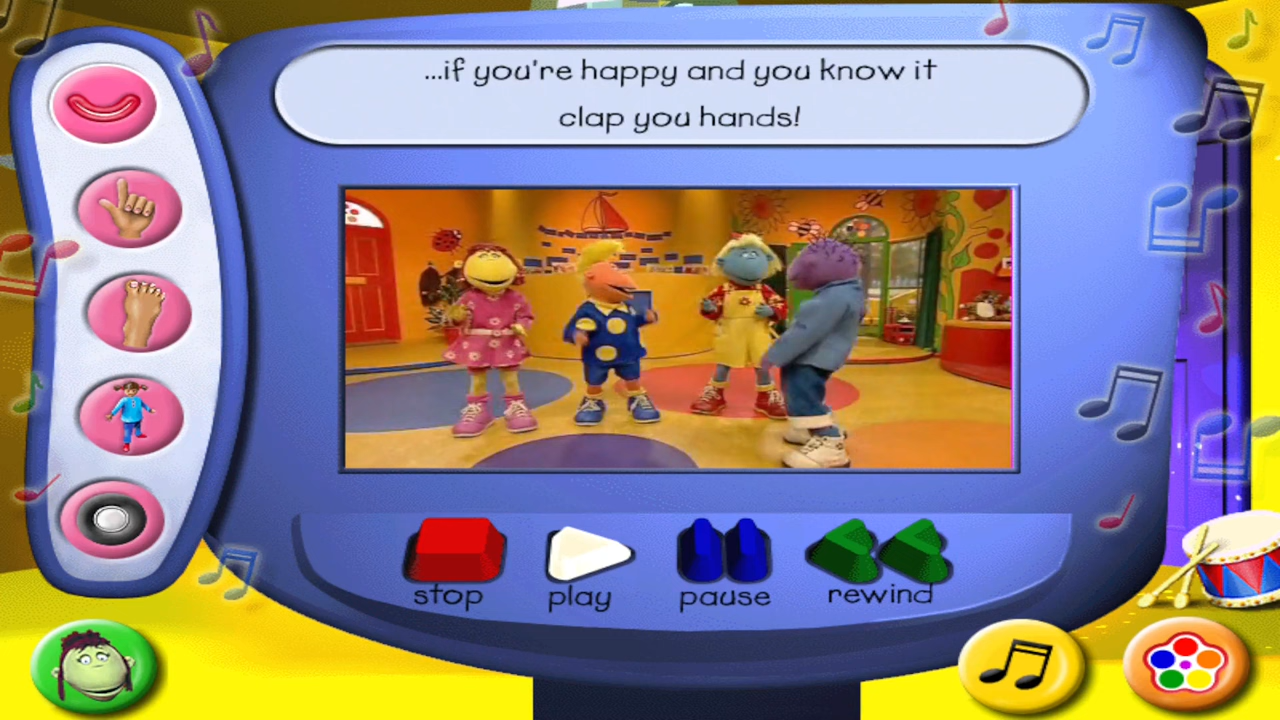 ...if you're happy and you know it
clap you hands!
stop
play
pause
rewind